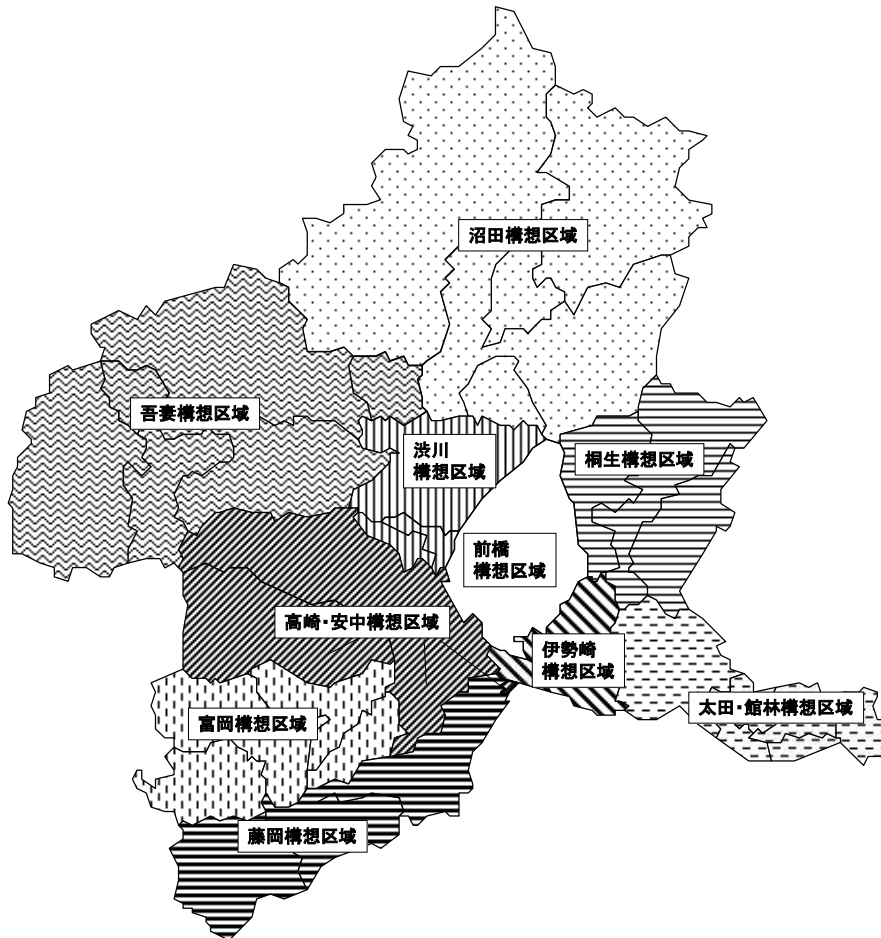 沼田構想区域
吾妻構想区域
渋川
構想区域
桐生構想区域
前橋
構想区域
高崎・安中構想区域
伊勢崎
構想区域
太田・館林構想区域
富岡構想区域
藤岡構想区域